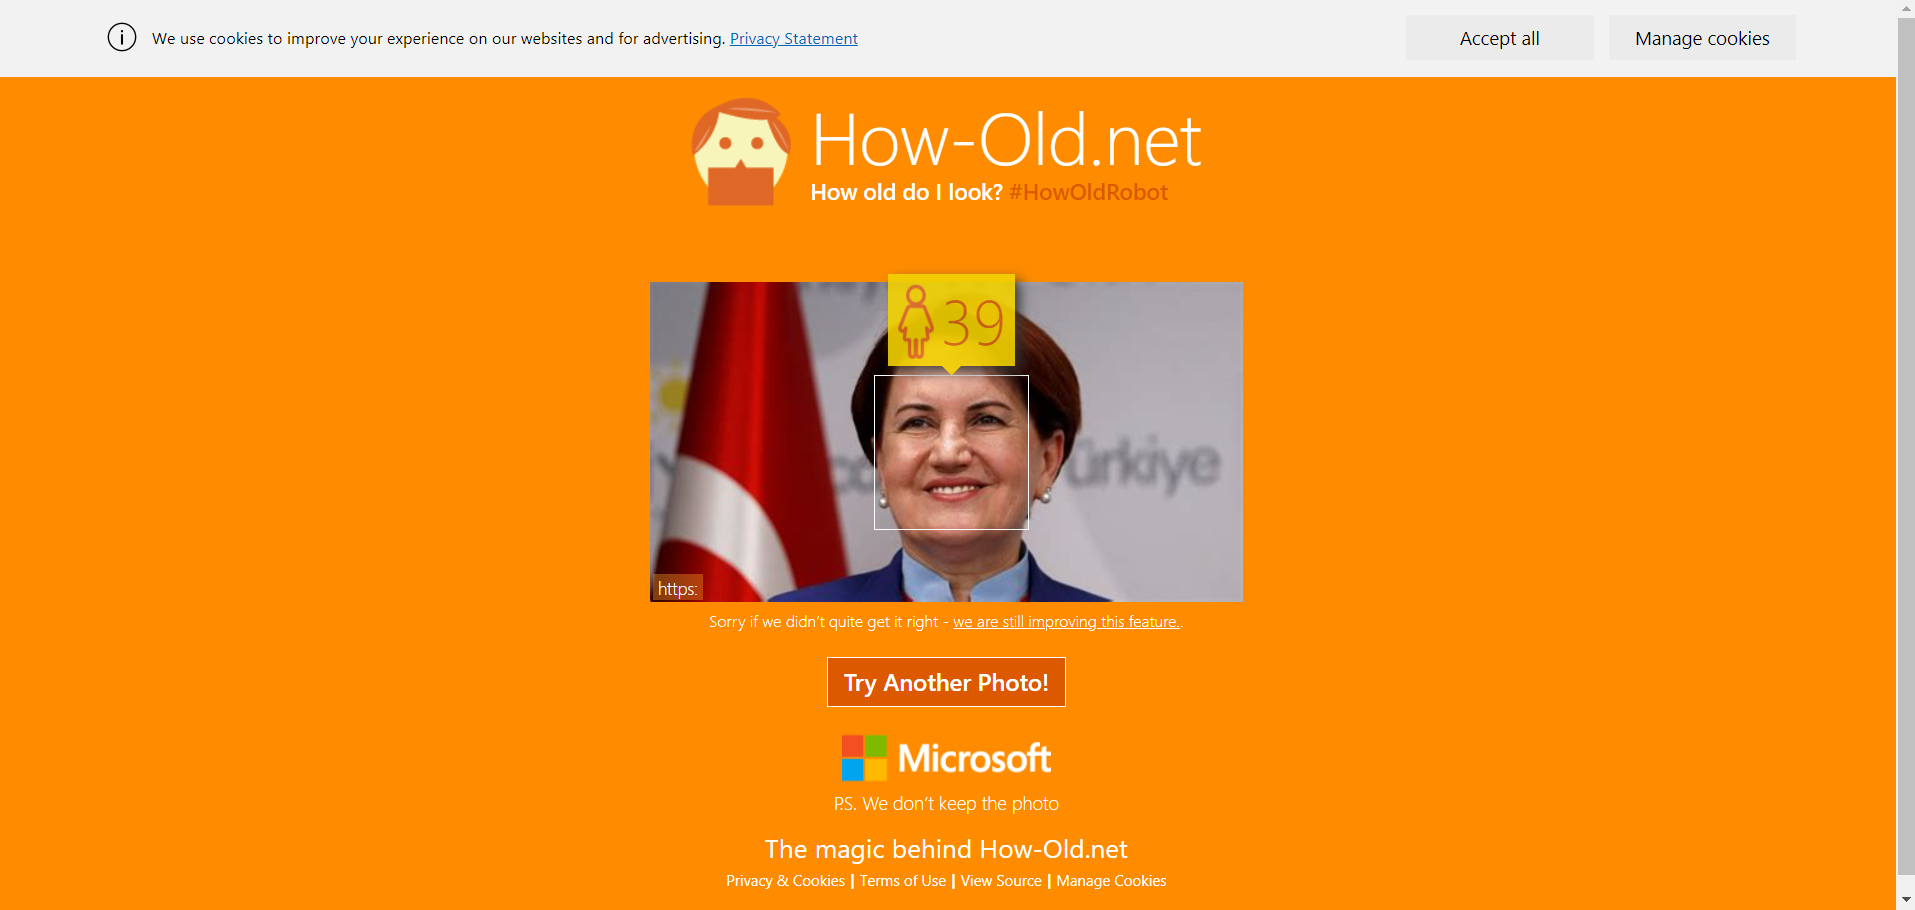 We use cookies to improve your experience on our websites and for advertising. Privacy Statement
Accept all
Manage cookies
How-Old.net
How old do I look? #HowOldRobot
39
ürkiye
https:
Sorry if we didn’t quite get it right - we are still improving this feature..
Try Another Photo!
Microsoft
P.S. We don’t keep the photo
The magic behind How-Old.net
Privacy & Cookies | Terms of Use | View Source | Manage Cookies